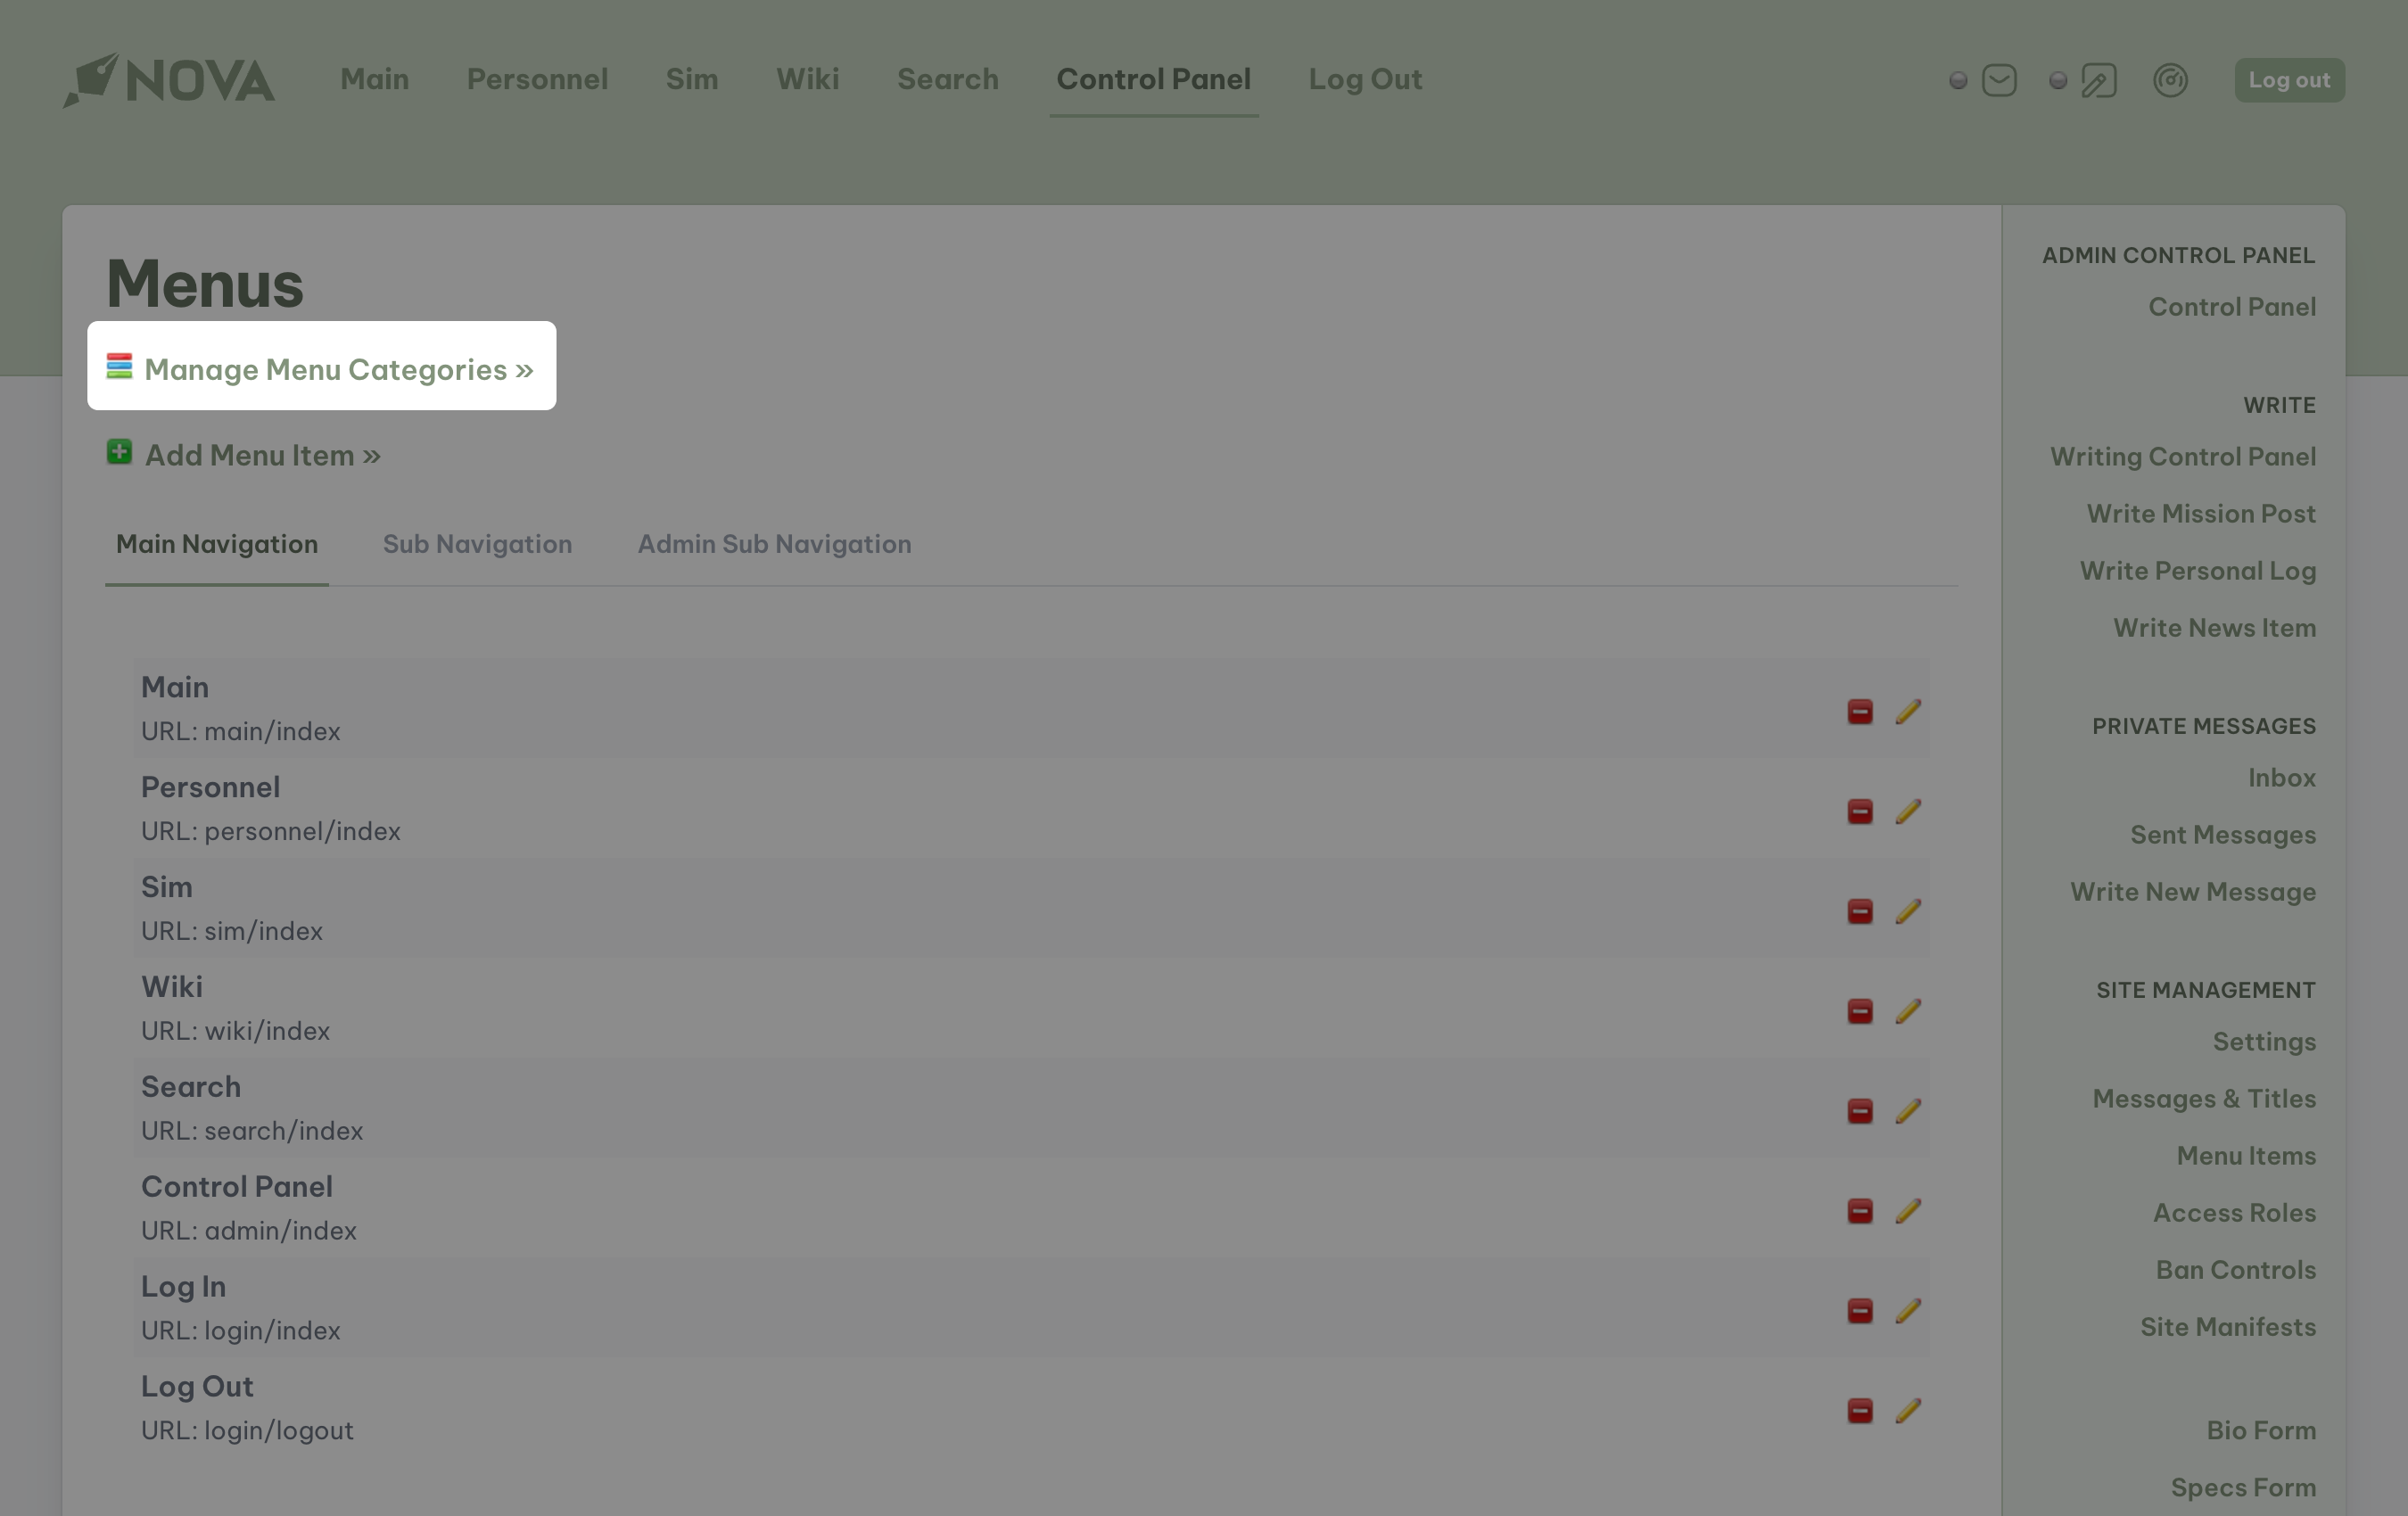 NOVA Main Personnel Sim Wiki Search Control Panel Log Out Log out
Menus
Manage Menu Categories »
Add Menu Item »
Main Navigation Sub Navigation Admin Sub Navigation
Main
URL: main/index
Personnel
URL: personnel/index
Sim
URL: sim/index
Wiki
URL: wiki/index
Search
URL: search/index
Control Panel
URL: admin/index
Log In
URL: login/index
Log Out
URL: login/logout
ADMIN CONTROL PANEL
Control Panel
WRITE
Writing Control Panel
Write Mission Post
Write Personal Log
Write News Item
PRIVATE MESSAGES
Inbox
Sent Messages
Write New Message
SITE MANAGEMENT
Settings
Messages & Titles
Menu Items
Access Roles
Ban Controls
Site Manifests
Bio Form
Specs Form